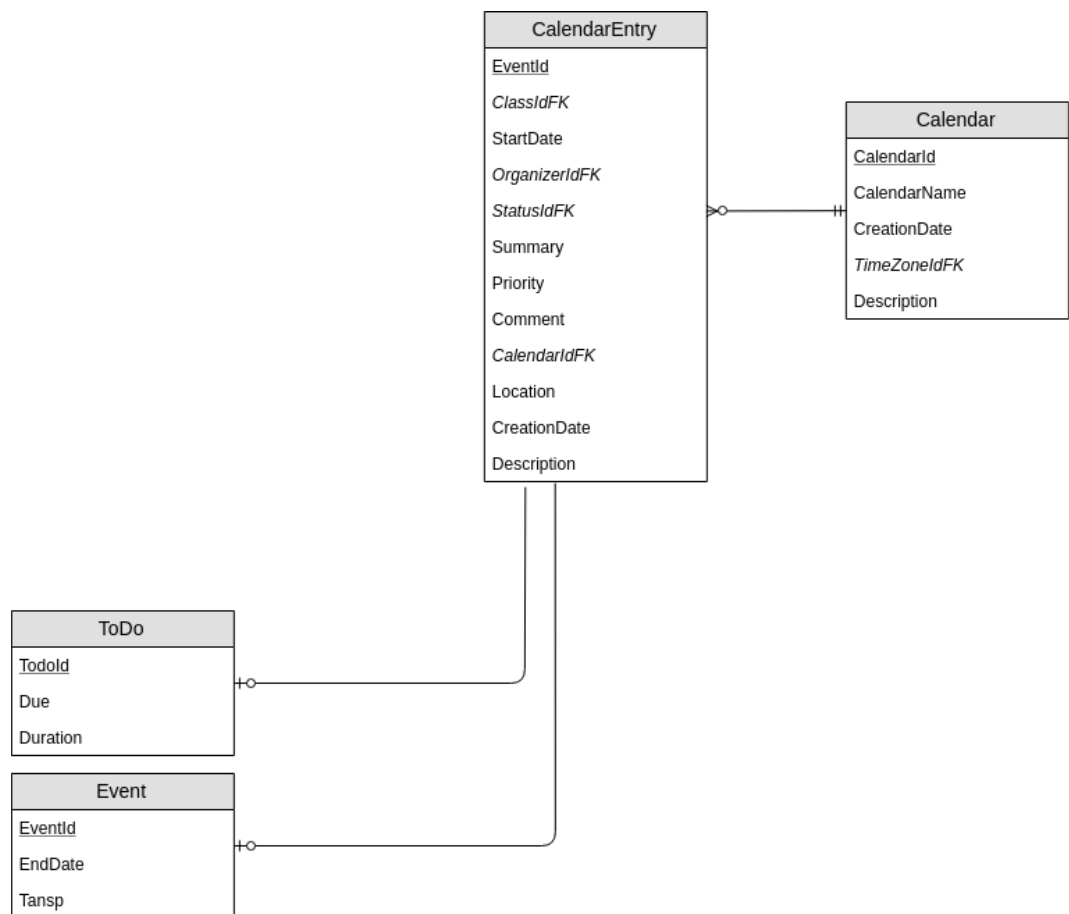 CalendarEntry
EventId
ClassIdFK
StartDate
OrganizerIdFK
StatusIdFK
Summary
Priority
Comment
CalendarIdFK
Location
CreationDate
Description
Calendar
CalendarId
CalendarName
CreationDate
TimeZoneIdFK
Description
ToDo
TodoId
Due
Duration
Event
EventId
EndDate
Tansp